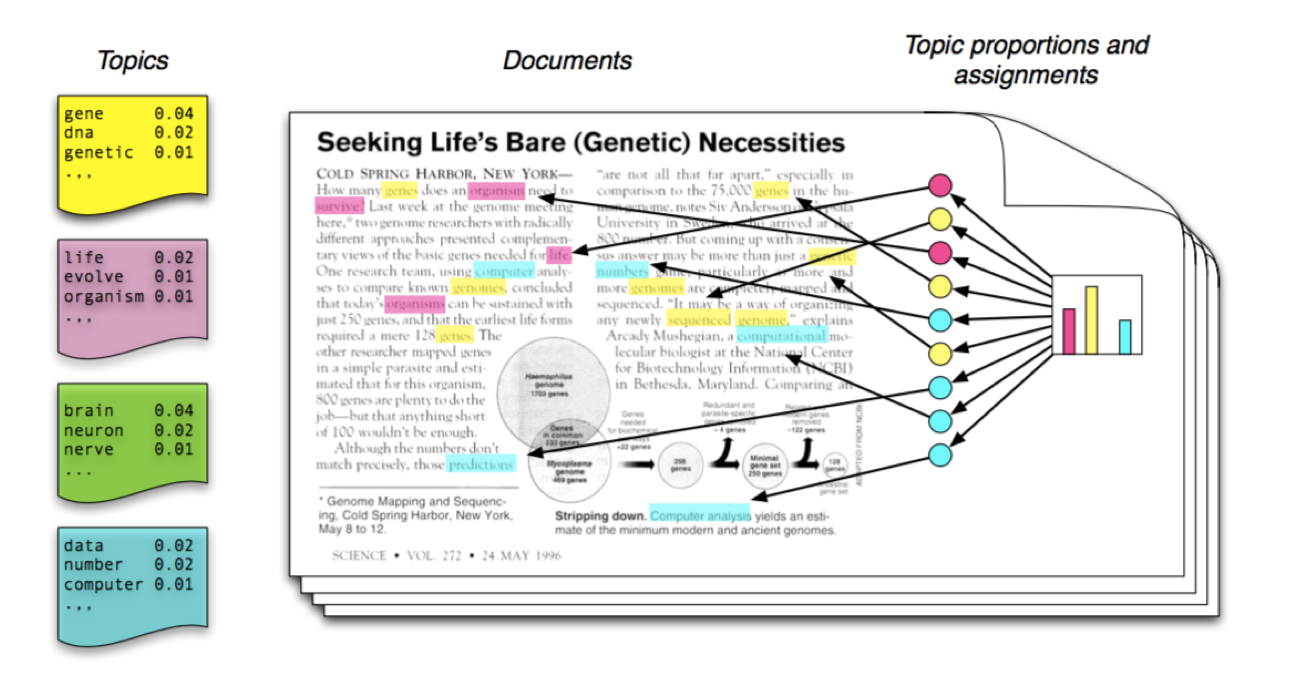 Topics
gene 0.04
dna 0.02
genetic 0.01
.,,
life 0.02
evolve 0.01
organism 0.01
.,,
brain 0.04
neuron 0.02
nerve 0.01
...
data 0.02
number 0.02
computer 0.01
.,,
Documents
Seeking Life's Bare (Genetic) Necessities
COLD SPRING HARBOR, NEW YORK—
How many genes does an organism need to
survive? Last week at the genome meeting
here,* two genome researchers with radically
different approaches presented complemen-
tary views of the basic genes needed for life.
One research team, using computer analy-
ses to compare known genomes, concluded
that today's organisms can be sustained with
just 250 genes, and that the earliest life forms
required a mere 128 genes. The
other researcher mapped genes
in a simple parasite and esti-
mated that for this organism,
800 genes are plenty to do the
job—but that anything short
of 100 wouldn't be enough.
Although the numbers don't
match precisely, those predictions
* Genome Mapping and Sequenc-
ing, Cold Spring Harbor, New York,
May 8 to 12.
"are not all that far apart," especially in
comparison to the 75,000 genes in the hu-
man genome, notes Siv Andersson of Uppsala
University in Sweden, who arrived at the
800 number. But coming up with a consen-
sus answer may be more than just a genetic
numbers game, particularly as more and
more genomes are completely mapped and
sequenced. "It may be a way of organizing
any newly sequenced genome," explains
Arcady Mushegian, a computational mo-
lecular biologist at the National Center
for Biotechnology Information (NCBI)
in Bethesda, Maryland. Comparing an
Haemophilus
genome
1703 genes
Genes
in common
233 genes
Mycoplasma
genome
469 genes
Genes
needed
for biochemical
+22 genes
256
genes
Redundant and
parasite-specific
genes removed
– 4 genes
Minimal
gene set
250 genes
genes
removed
–122 genes
128
genes
Ancestral
gene set
ADAPTED FROM NCBI
Stripping down. Computer analysis yields an esti-
mate of the minimum modern and ancient genomes.
SCIENCE • VOL. 272 • 24 MAY 1996
Topic proportions and
assignments